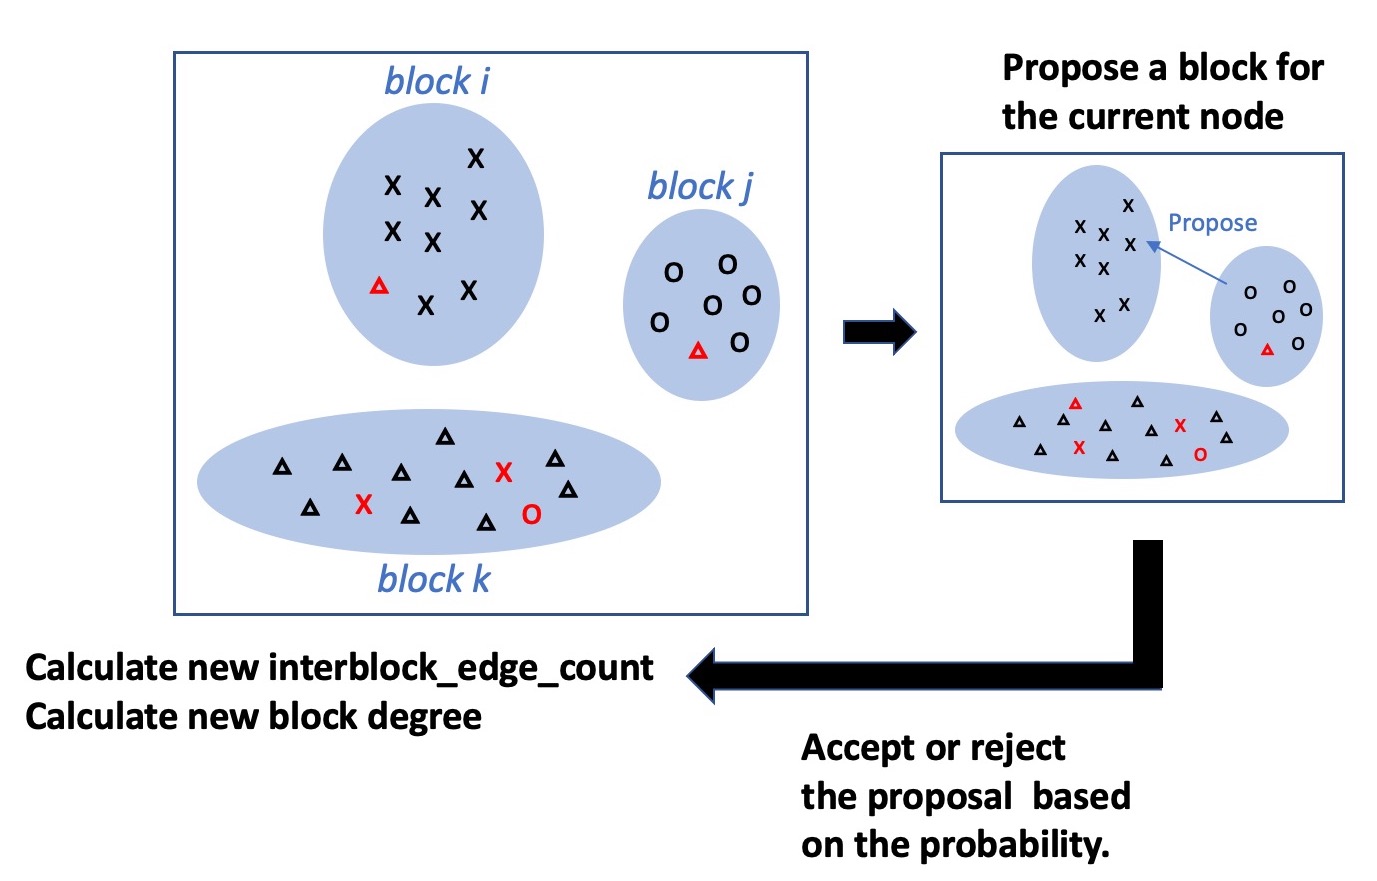 block i
block j
block k
Propose a block for
the current node
Propose
Calculate new interblock_edge_count
Calculate new block degree
Accept or reject
the proposal  based
on the probability.